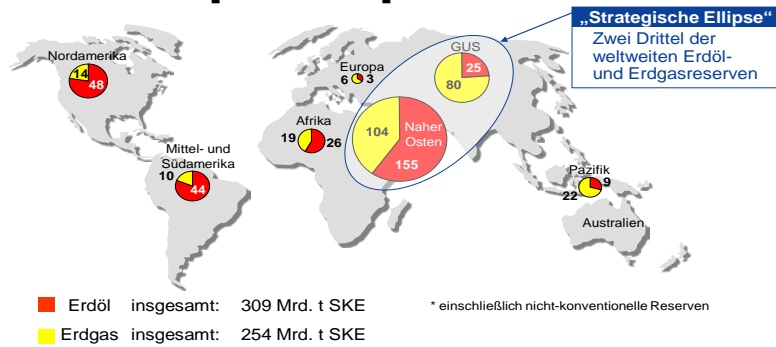 „Strategische Ellipse“
Zwei Drittel der
weltweiten Erdöl-
und Erdgasreserven
Nordamerika
14
48
Europa
6 3
GUS
25
80
Afrika
19 26
104
Naher
Osten
155
Mittel- und
Südamerika
10
44
Pazifik
9
22
Australien
Erdöl insgesamt: 309 Mrd. t SKE
* einschließlich nicht-konventionelle Reserven
Erdgas insgesamt: 254 Mrd. t SKE